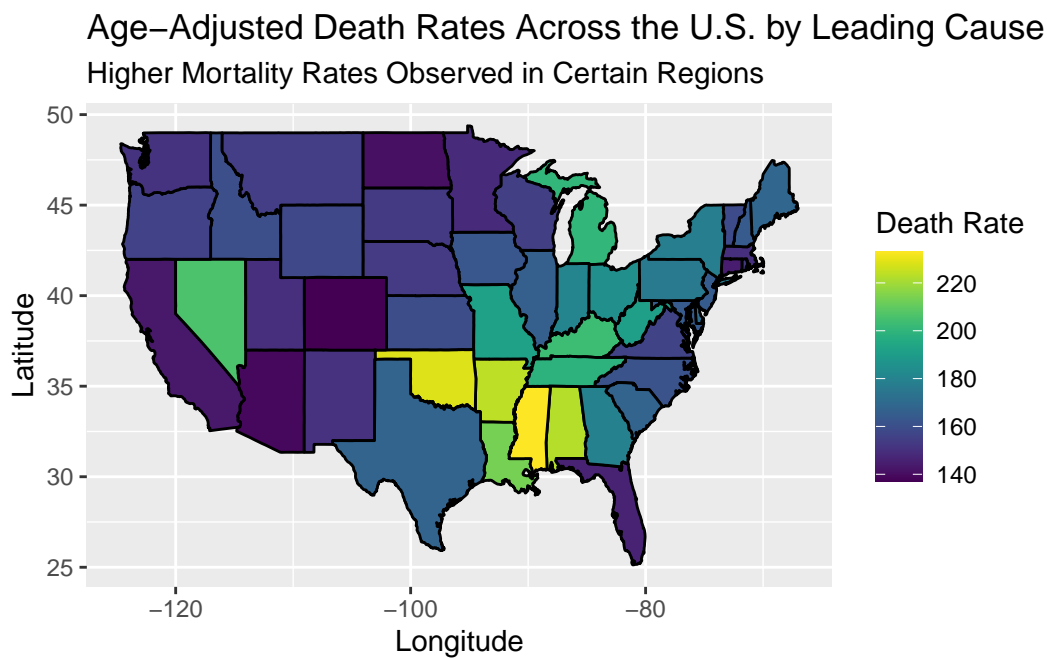 Age−Adjusted Death Rates Across the U.S. by Leading Cause
Higher Mortality Rates Observed in Certain Regions
50
45
40
35
30
25
Latitude
−120
−100
−80
Longitude
Death Rate
220
200
180
160
140